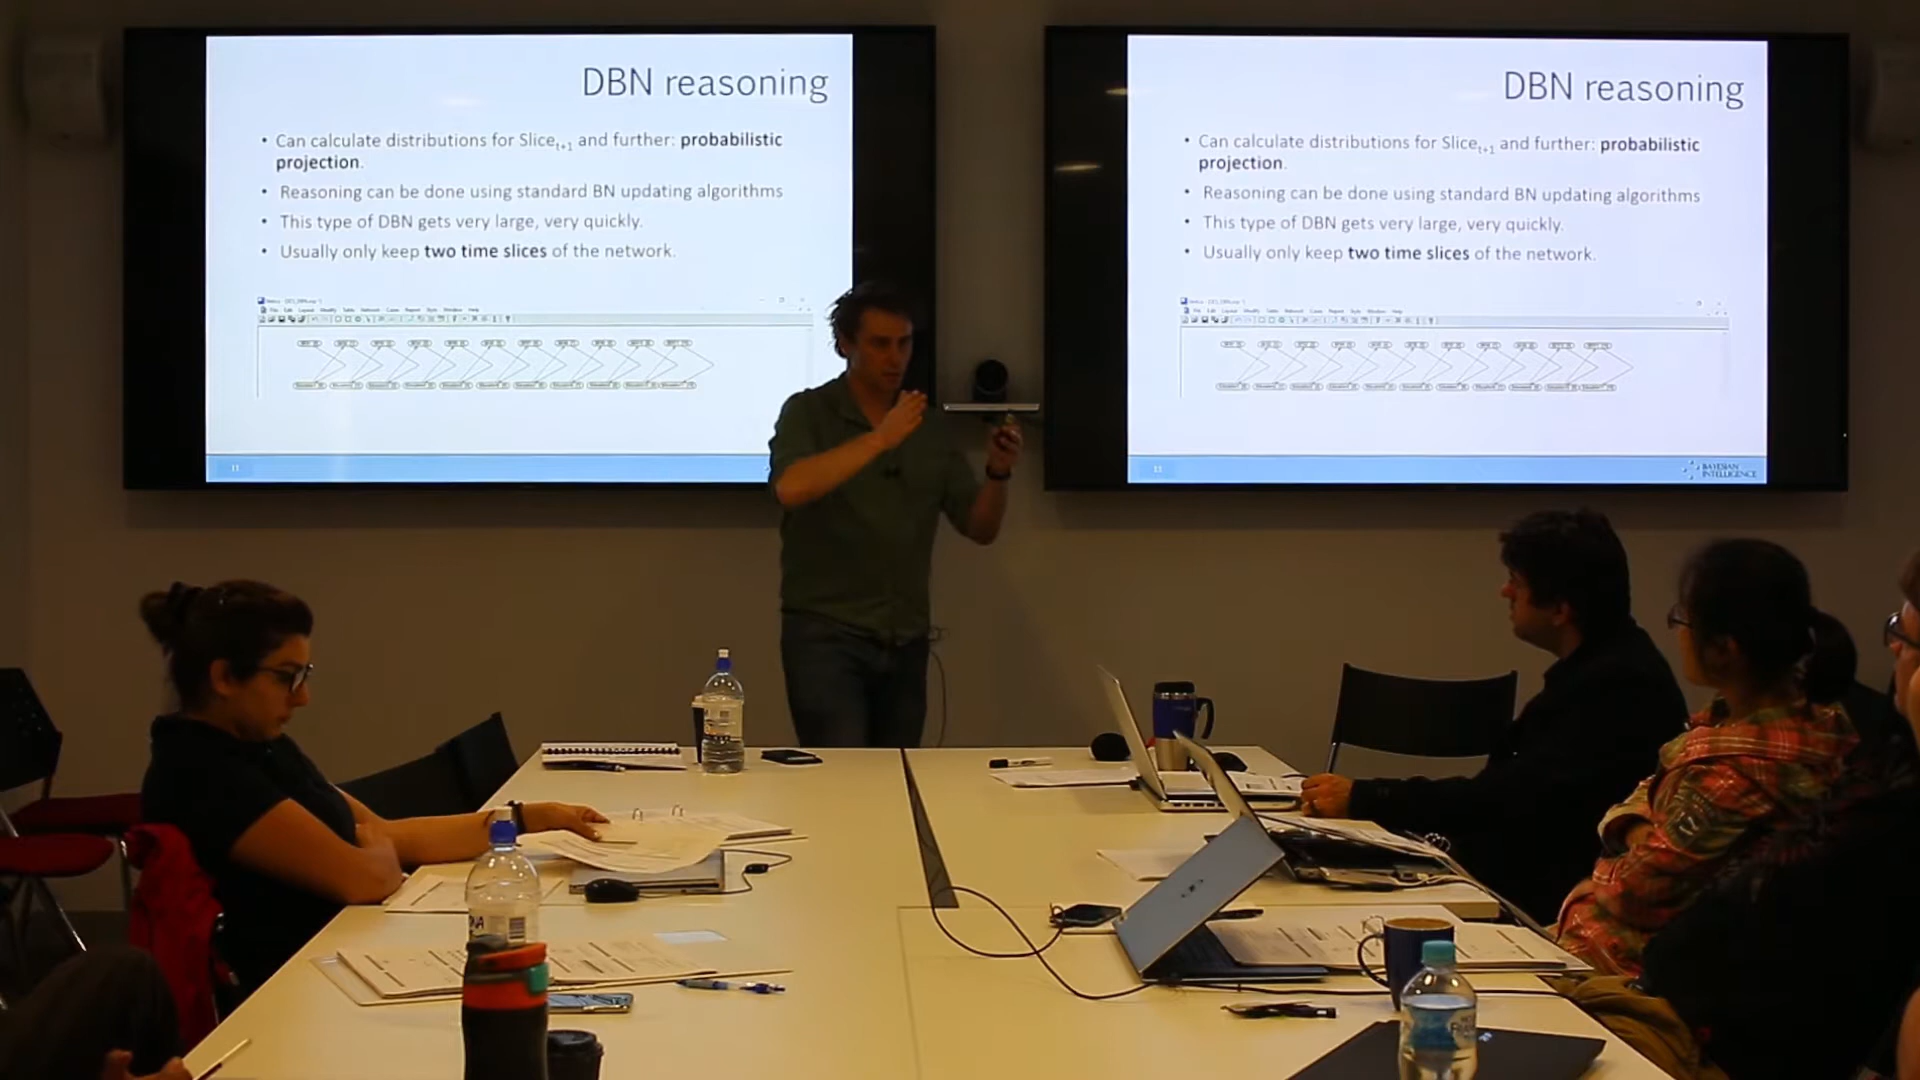 DBN reasoning
• Can calculate distributions for Slicet+1 and further: probabilistic
projection.
• Reasoning can be done using standard BN updating algorithms
• This type of DBN gets very large, very quickly.
• Usually only keep two time slices of the network.
11
DBN reasoning
• Can calculate distributions for Slicet+1 and further: probabilistic
projection.
• Reasoning can be done using standard BN updating algorithms
• This type of DBN gets very large, very quickly.
• Usually only keep two time slices of the network.
11
BAYESIAN
INTELLIGENCE